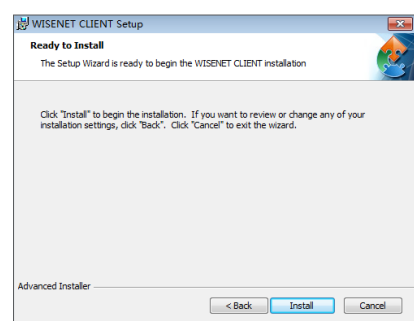 WISENET CLIENT Setup
Ready to Install
The Setup Wizard is ready to begin the WISENET CLIENT installation
Click "Install" to begin the installation. If you want to review or change any of your
installation settings, click "Back". Click "Cancel" to exit the wizard.
Advanced Installer
< Back Install Cancel